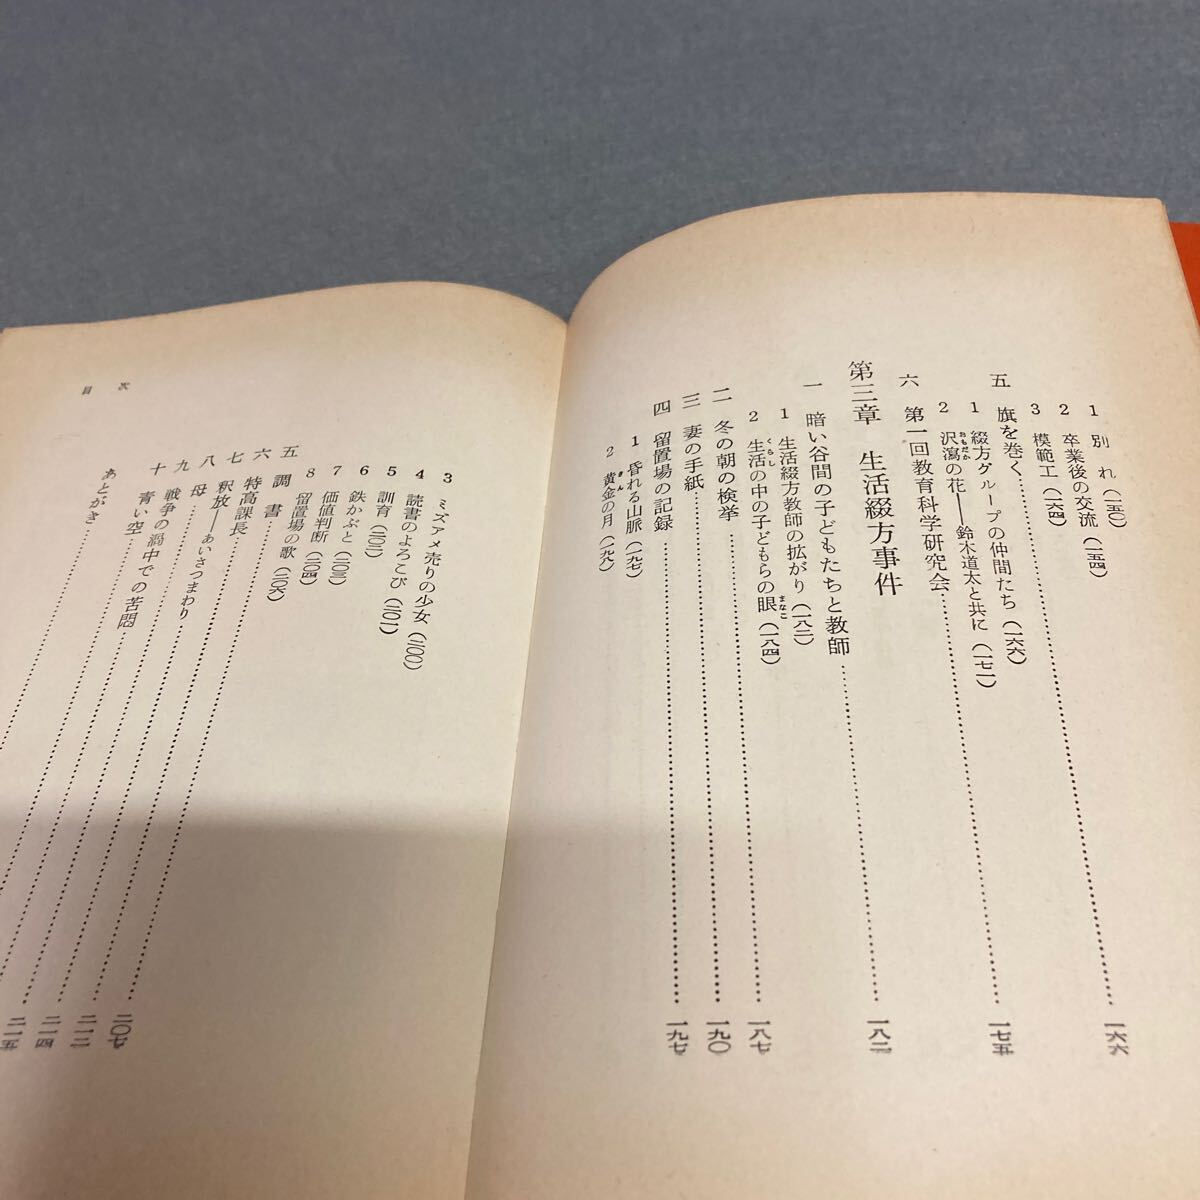 1 別れ(一五〇)
2 卒業後の交流(一五四)
3 模範工(一六四)
五 旗を巻く……一六六
1 綴方グループの仲間たち(一六六)
2 沢瀉の花――鈴木道太と共に(一七一)
六 第一回教育科学研究会……一七五
第三章 生活綴方事件
一 暗い谷間の子どもたちと教師……一八二
1 生活綴方教師の拡がり(一八二)
2 生活の中の子どもらの眼(一八四)
二 冬の朝の検挙……一八七
三 妻の手紙……一九〇
四 留置場の記録……一九七
1 昏れる山脈(一九七)
2 黄金の月(一九九)
3 ミズアメ売りの少女(二〇〇)
4 読書のよろこび(二〇一)
5 訓育(二〇二)
6 鉄かぶと(二〇三)
7 価値判断(二〇三)
8 留置場の歌(二〇六)
五 調書……二〇七
六 特高課長
七 釈放――あいさつまわり
八 母
九 戦争の渦中での苦悶
十 青い空
あとがき
目次